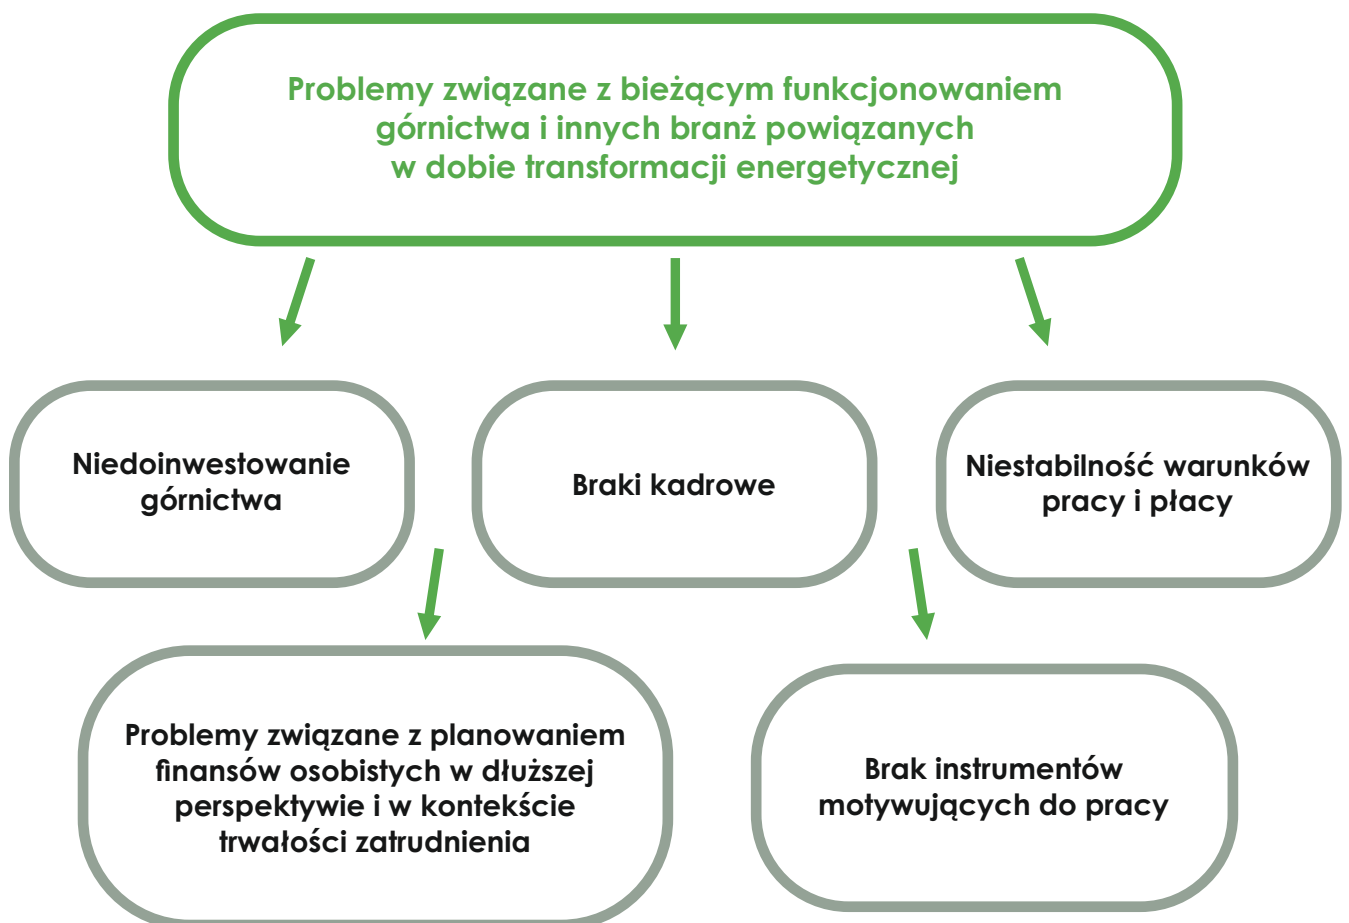 Problemy związane z bieżącym funkcjonowaniem
górnictwa i innych branż powiązanych
w dobie transformacji energetycznej
Niedoinwestowanie
górnictwa
Braki kadrowe
Niestabilność warunków
pracy i płacy
Problemy związane z planowaniem
finansów osobistych w dłuższej
perspektywie i w kontekście
trwałości zatrudnienia
Brak instrumentów
motywujących do pracy